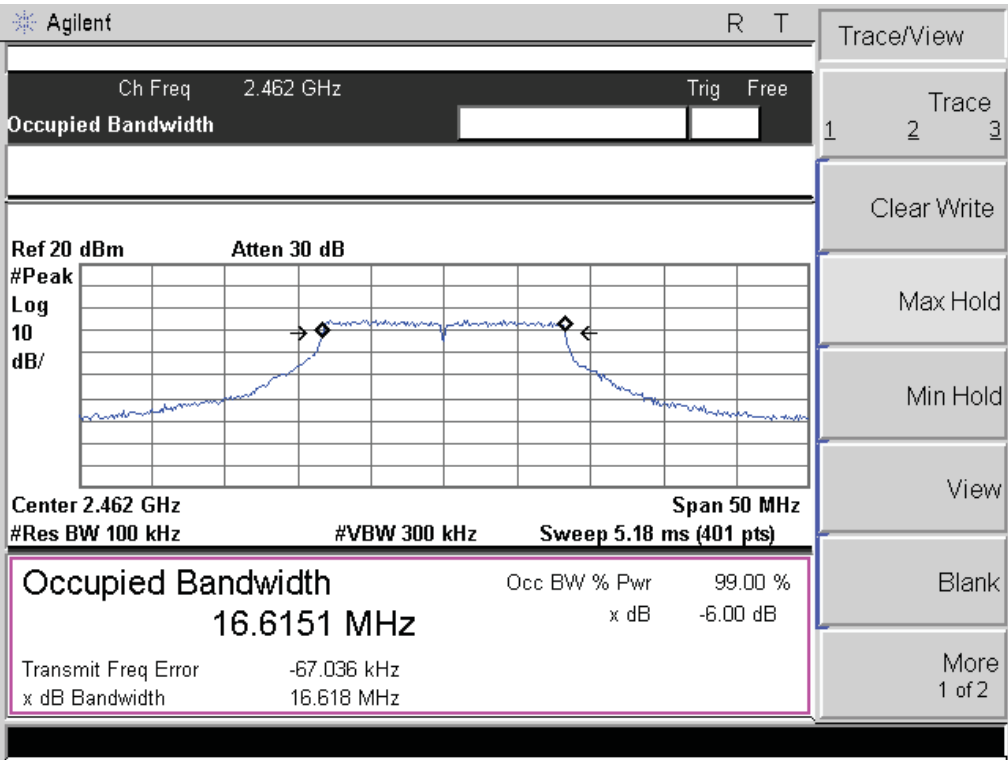 Agilent R T
Trace/View
Ch Freq 2.462 GHz Trig Free
Occupied Bandwidth
Trace
1 2 3
Clear Write
Ref 20 dBm Atten 30 dB
#Peak
Log
10
dB/
Max Hold
Min Hold
View
Center 2.462 GHz Span 50 MHz
#Res BW 100 kHz #VBW 300 kHz Sweep 5.18 ms (401 pts)
Occupied Bandwidth Occ BW % Pwr 99.00 %
16.6151 MHz x dB -6.00 dB
Blank
Transmit Freq Error -67.036 kHz
x dB Bandwidth 16.618 MHz
More
1 of 2